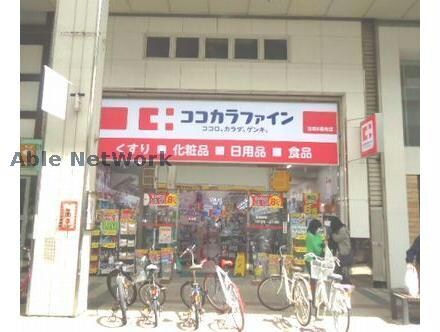 ココカラファイン
ココロ、カラダ、ゲンキ。
くすり ■ 化粧品 ■ 日用品 ■ 食品
Able Network